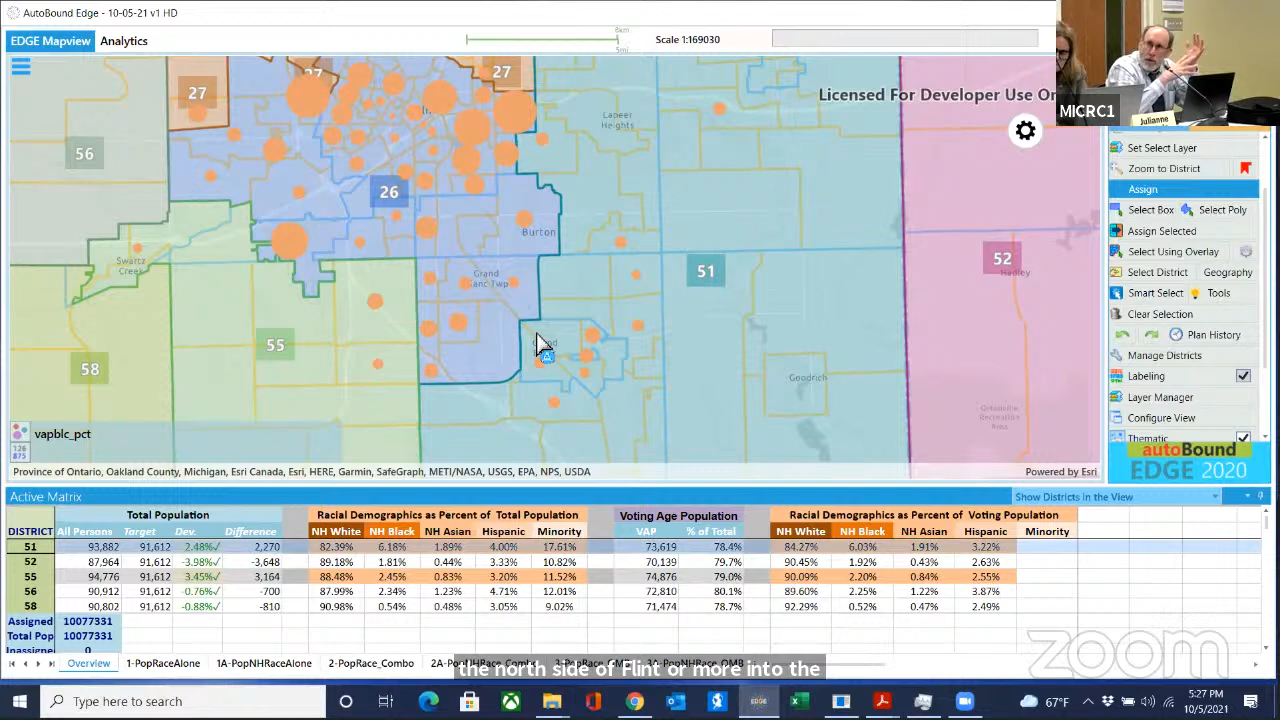 AutoBound Edge - 10-05-21 v1 HD
EDGE Mapview
Analytics
8km
5mi
Scale 1:169030
Licensed For Developer Use On
MICRC1
Julianne
27
27
27
56
26
51
52
55
58
Lapeer
Heights
Burton
Swartz
Creek
Grand
Blanc Twp
Hadley
Goodrich
Ortonville
Recreation
Area
vapblc_pct
126
875
Province of Ontario, Oakland County, Michigan, Esri Canada, Esri, HERE, Garmin, SafeGraph, METI/NASA, USGS, EPA, NPS, USDA
Powered by Esri
Set Select Layer
Zoom to District
Assign
Select Box
Select Poly
Assign Selected
Select Using Overlay
Select District
Geography
Smart Select
Tools
Clear Selection
Plan History
Manage Districts
Labeling
Layer Manager
Configure View
Thematic
autoBound
EDGE 2020
Active Matrix
Show Districts in the View
Total Population
Racial Demographics as Percent of Total Population
Voting Age Population
Racial Demographics as Percent of Voting Population
DISTRICT All Persons Target Dev. Difference NH White NH Black NH Asian Hispanic Minority VAP % of Total NH White NH Black NH Asian Hispanic Minority
51 93,882 91,612 2.48%✓ 2,270 82.39% 6.18% 1.89% 4.00% 17.61% 73,619 78.4% 84.27% 6.03% 1.91% 3.22%
52 87,964 91,612 -3.98%✓ -3,648 89.18% 1.81% 0.44% 3.33% 10.82% 70,139 79.7% 90.45% 1.92% 0.43% 2.63%
55 94,776 91,612 3.45%✓ 3,164 88.48% 2.45% 0.83% 3.20% 11.52% 74,876 79.0% 90.09% 2.20% 0.84% 2.55%
56 90,912 91,612 -0.76%✓ -700 87.99% 2.34% 1.23% 4.71% 12.01% 72,810 80.1% 89.60% 2.25% 1.22% 3.87%
58 90,802 91,612 -0.88%✓ -810 90.98% 0.54% 0.48% 3.05% 9.02% 71,474 78.7% 92.29% 0.52% 0.47% 2.49%
Assigned 10077331
Total Pop 10077331
Inassigned 0
Overview
1-PopRaceAlone
1A-PopNHRaceAlone
2-PopRace_Combo
zoom
the north side of Flint or more into the
Type here to search
67°F
5:27 PM
10/5/2021